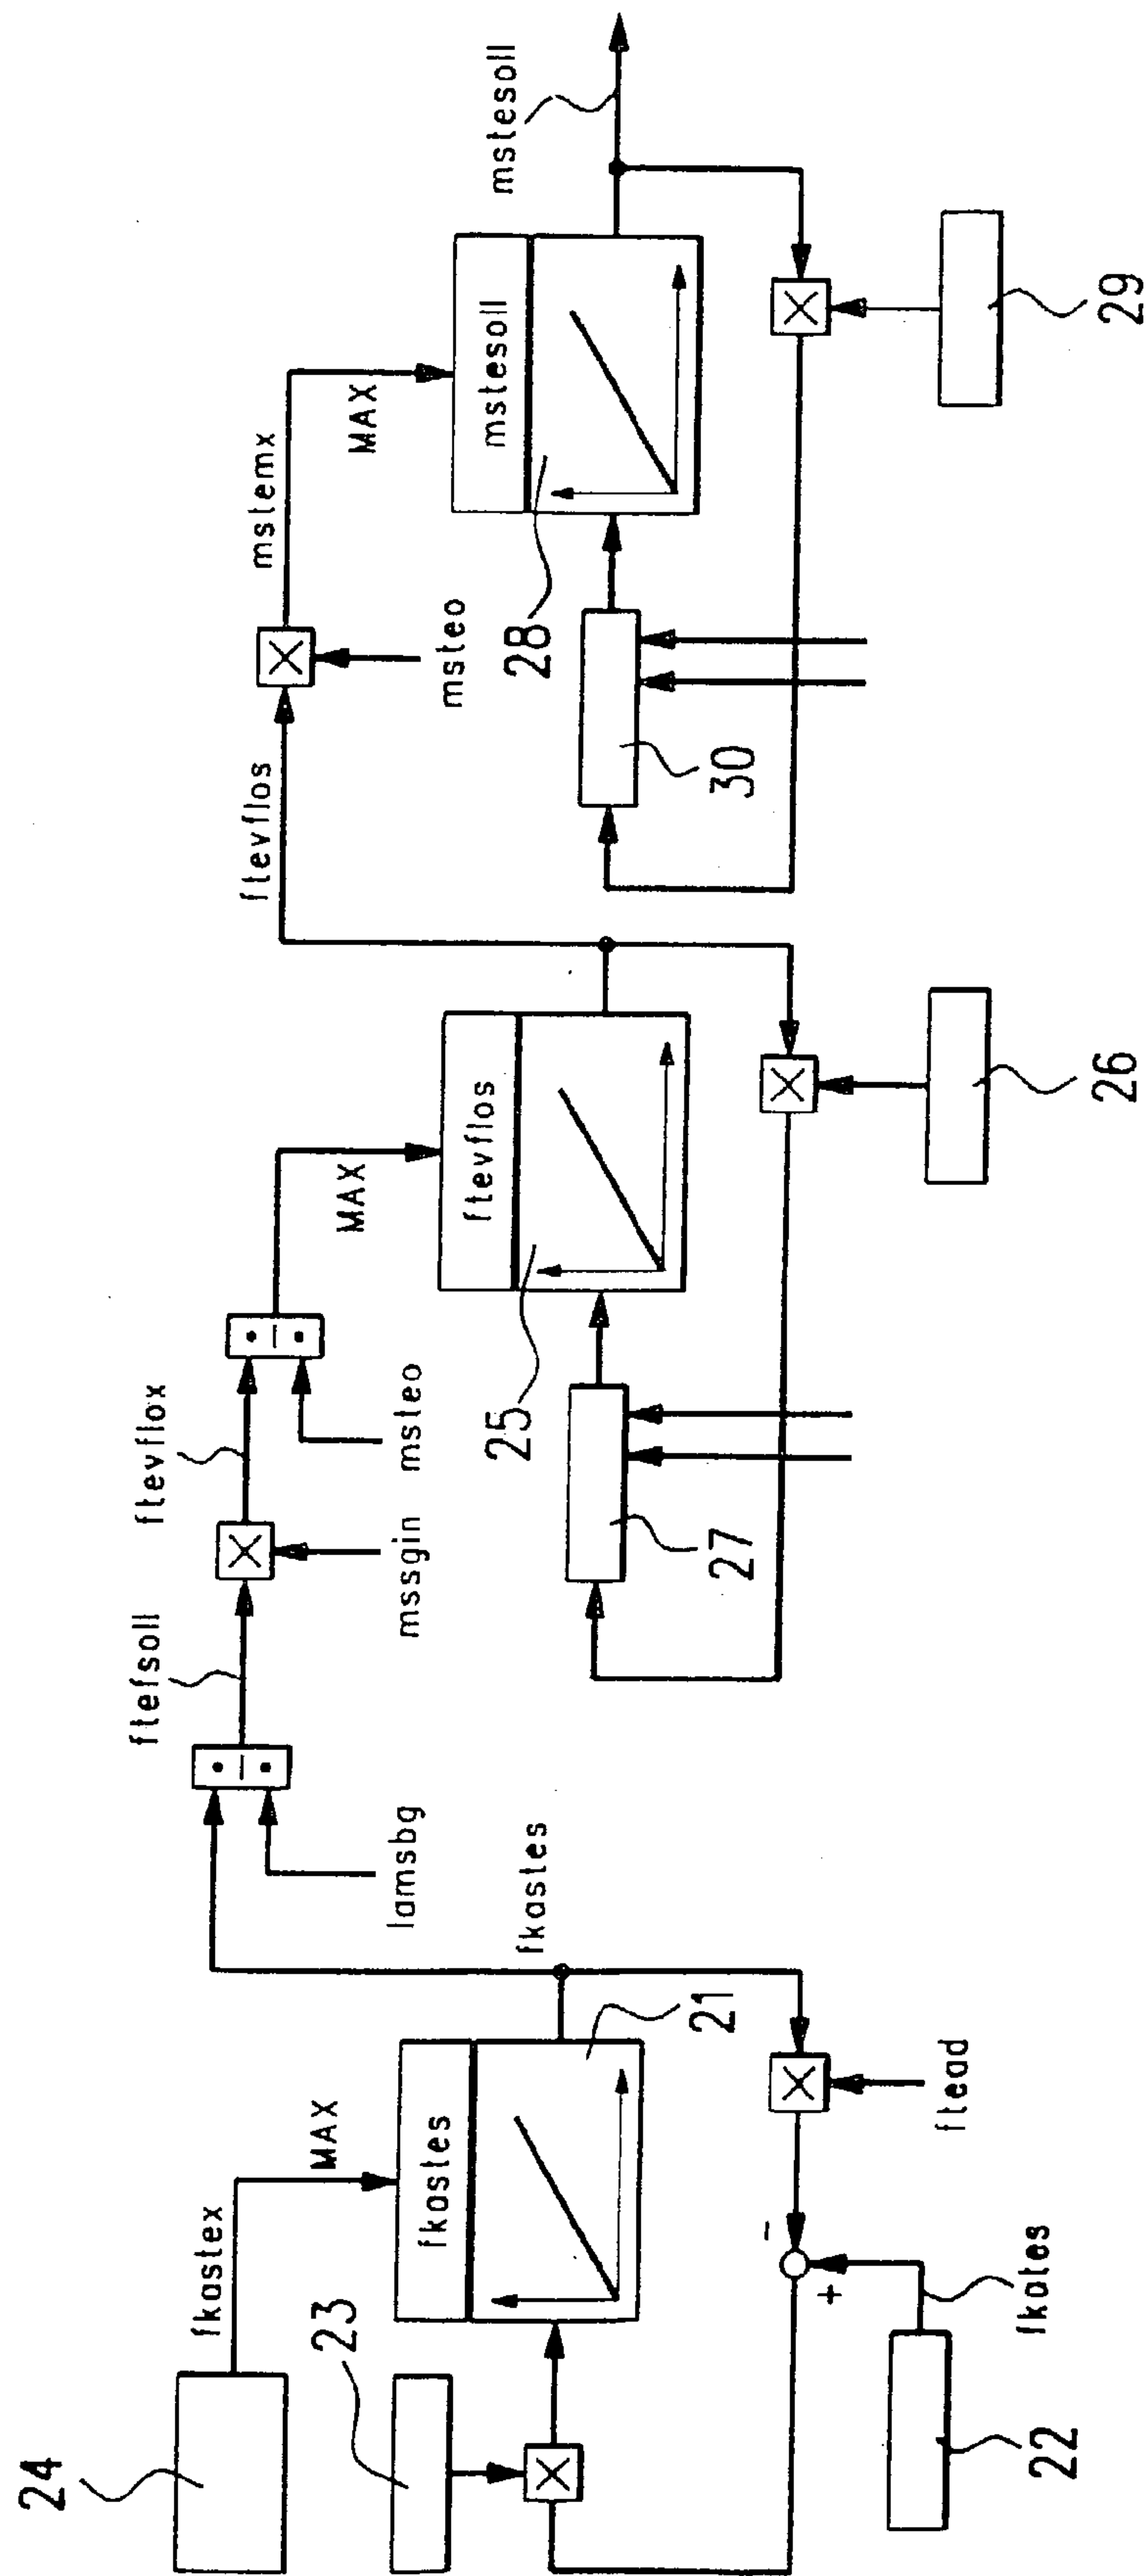 24
fkastex
MAX
23
fkastes
21
fkastes
ftead
-
+
fkates
22
lamsbg
ftefsoll
mssgin
ftevflox
msteo
MAX
ftevflos
25
27
26
ftevflos
msteo
mstemx
MAX
mstesoll
28
30
29
mstesoll